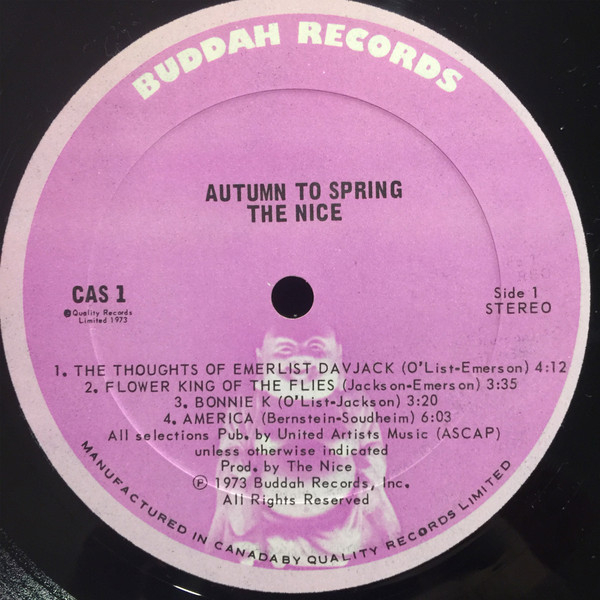 BUDDAH RECORDS
AUTUMN TO SPRING
THE NICE
CAS 1
℗ Quality Records
Limited 1973
Side 1
STEREO
1. THE THOUGHTS OF EMERLIST DAVJACK (O'List-Emerson) 4:12
2. FLOWER KING OF THE FLIES (Jackson-Emerson) 3:35
3. BONNIE K (O'List-Jackson) 3:20
4. AMERICA (Bernstein-Soudheim) 6:03
All selections Pub. by United Artists Music (ASCAP)
unless otherwise indicated
Prod. by The Nice
℗ 1973 Buddah Records, Inc.
All Rights Reserved
MANUFACTURED IN CANADA BY QUALITY RECORDS LIMITED